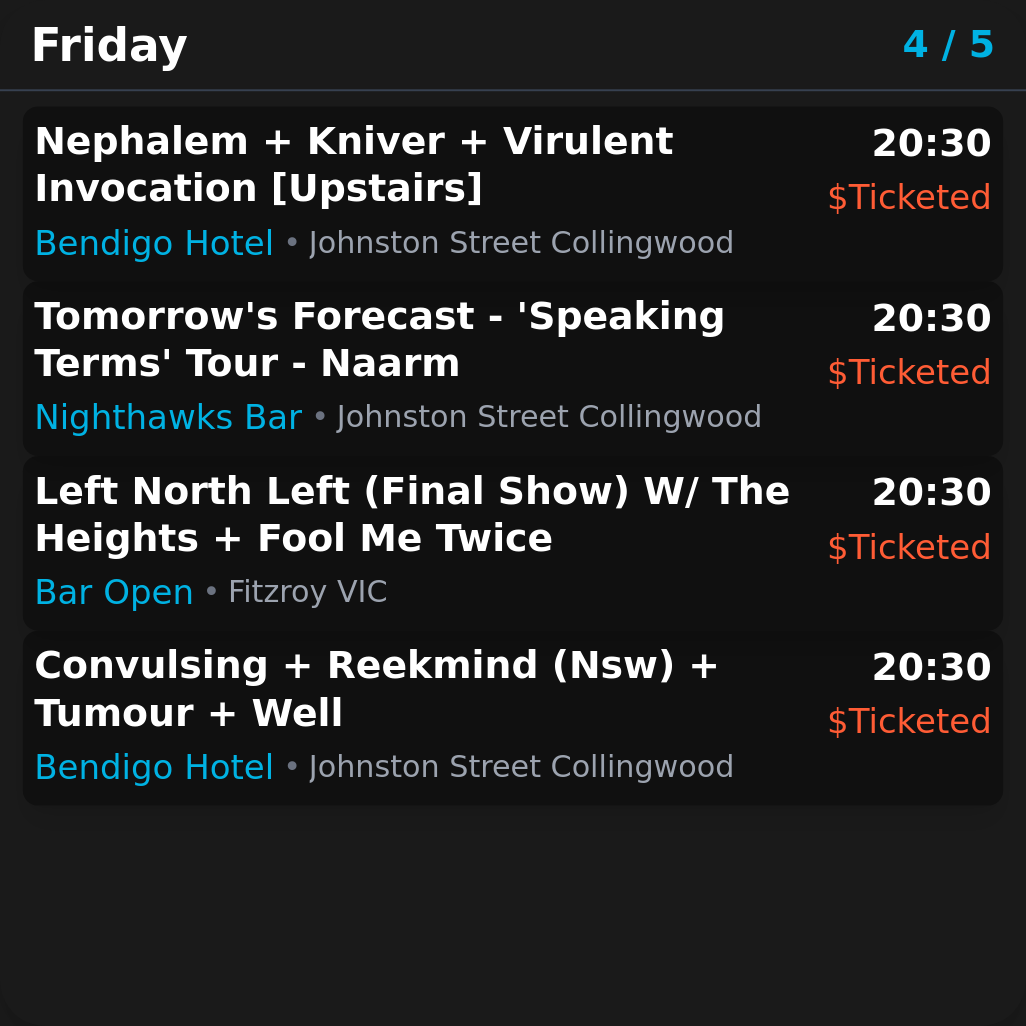 Friday
4 / 5
Nephalem + Kniver + Virulent
Invocation [Upstairs]
20:30
$Ticketed
Bendigo Hotel • Johnston Street Collingwood
Tomorrow's Forecast - 'Speaking
Terms' Tour - Naarm
20:30
$Ticketed
Nighthawks Bar • Johnston Street Collingwood
Left North Left (Final Show) W/ The
Heights + Fool Me Twice
20:30
$Ticketed
Bar Open • Fitzroy VIC
Convulsing + Reekmind (Nsw) +
Tumour + Well
20:30
$Ticketed
Bendigo Hotel • Johnston Street Collingwood